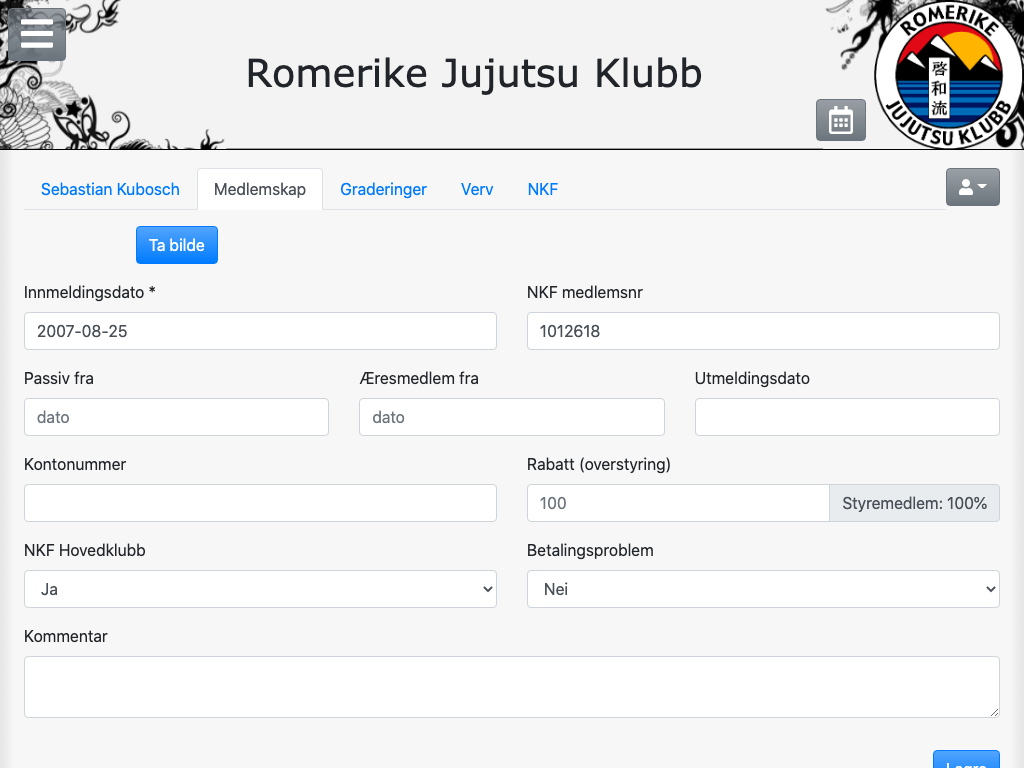 Romerike Jujutsu Klubb
ROMERIKE
啓和流
JUJUTSU KLUBB
Sebastian Kubosch Medlemskap Graderinger Verv NKF
Ta bilde
Innmeldingsdato * NKF medlemsnr
2007-08-25 1012618
Passiv fra Æresmedlem fra Utmeldingsdato
dato dato
Kontonummer Rabatt (overstyring)
100 Styremedlem: 100%
NKF Hovedklubb Betalingsproblem
Ja Nei
Kommentar
Lagre